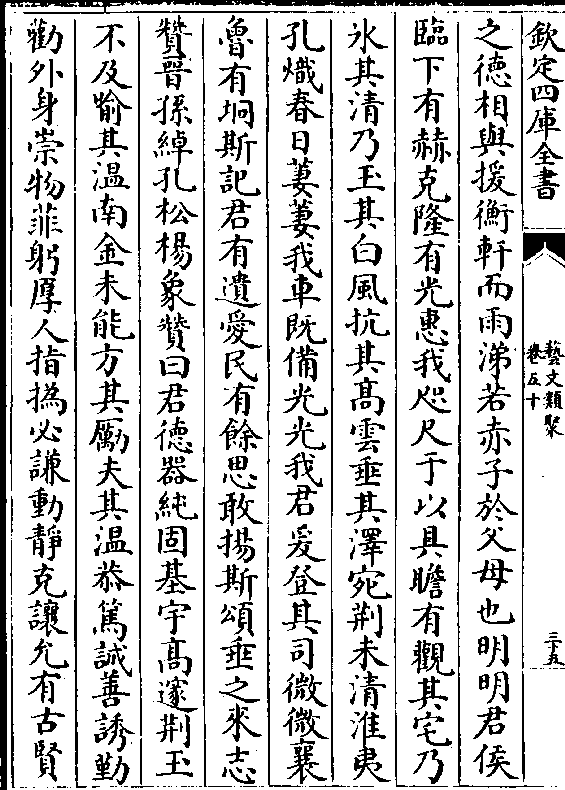 欽定四庫全書
藝文類聚
卷五十
三十五
之德相與援衡軒而雨涕若赤子於父母也明明君侯
臨下有赫克隆有光惠我咫尺于以具瞻有觀其宅乃
氷其清乃玉其白風抗其髙雲垂其澤宛荆未清淮夷
孔熾春日萋萋我車既備光光我君爰登其司微微襄
魯有坰斯記君有遺愛民有餘思敢揚斯頌垂之來志
贊晉孫綽孔松楊象贊曰君德器純固基宇髙邃荆玉
不及喻其温南金未能方其勵夫其温恭篤誠善誘勤
勸外身崇物菲躬厚人指撝必謙動靜克讓允有古賢